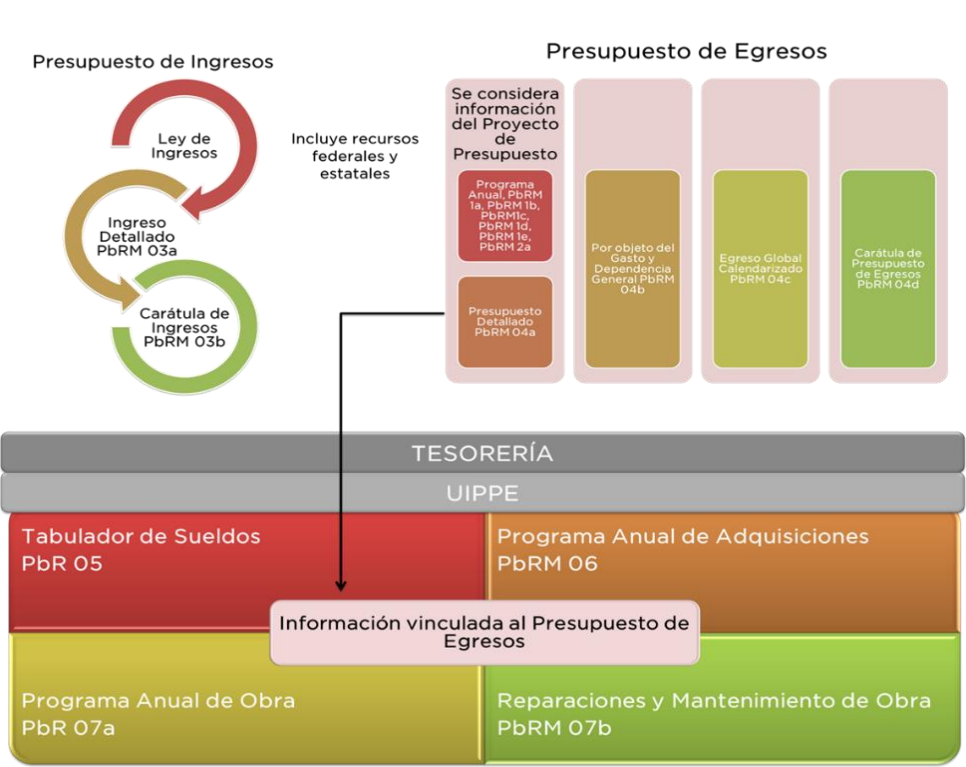 Presupuesto de Ingresos
Ley de
Ingresos
Ingreso
Detallado
PbRM 03a
Carátula de
Ingresos
PbRM 03b
Incluye recursos
federales y
estatales
Presupuesto de Egresos
Se considera
información
del Proyecto
de
Presupuesto
Programa
Anual, PbRM
1a, PbRM 1b,
PbRM1c,
PbRM 1d,
PbRM 1e,
PbRM 2a
Presupuesto
Detallado
PbRM 04a
Por objeto del
Gasto y
Dependencia
General PbRM
04b
Egreso Global
Calendarizado
PbRM 04c
Carátula de
Presupuesto
de Egresos
PbRM 04d
TESORERÍA
UIPPE
Tabulador de Sueldos
PbR 05
Programa Anual de Adquisiciones
PbRM 06
Información vinculada al Presupuesto de
Egresos
Programa Anual de Obra
PbR 07a
Reparaciones y Mantenimiento de Obra
PbRM 07b